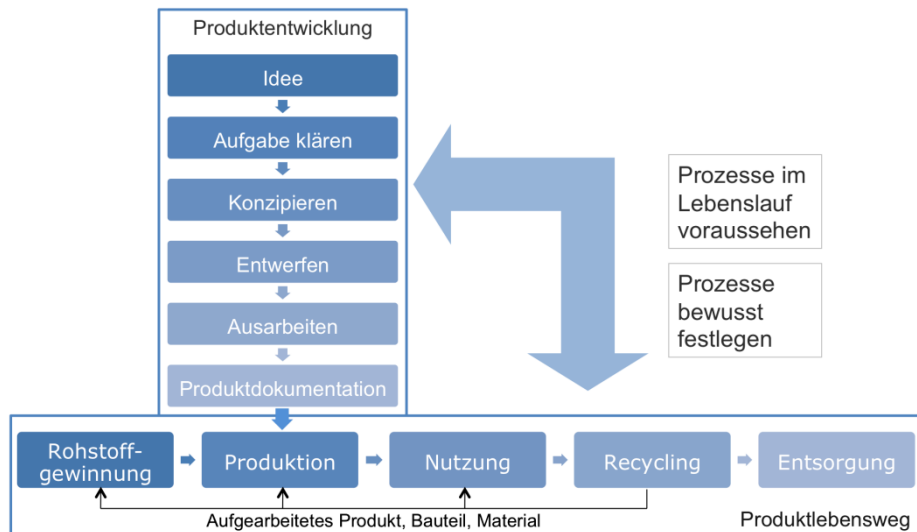 Produktentwicklung
Idee
Aufgabe klären
Konzipieren
Entwerfen
Ausarbeiten
Produktdokumentation
Prozesse im
Lebenslauf
voraussehen
Prozesse
bewusst
festlegen
Rohstoff-
gewinnung
Produktion
Nutzung
Recycling
Entsorgung
Aufgearbeitetes Produkt, Bauteil, Material
Produktlebensweg